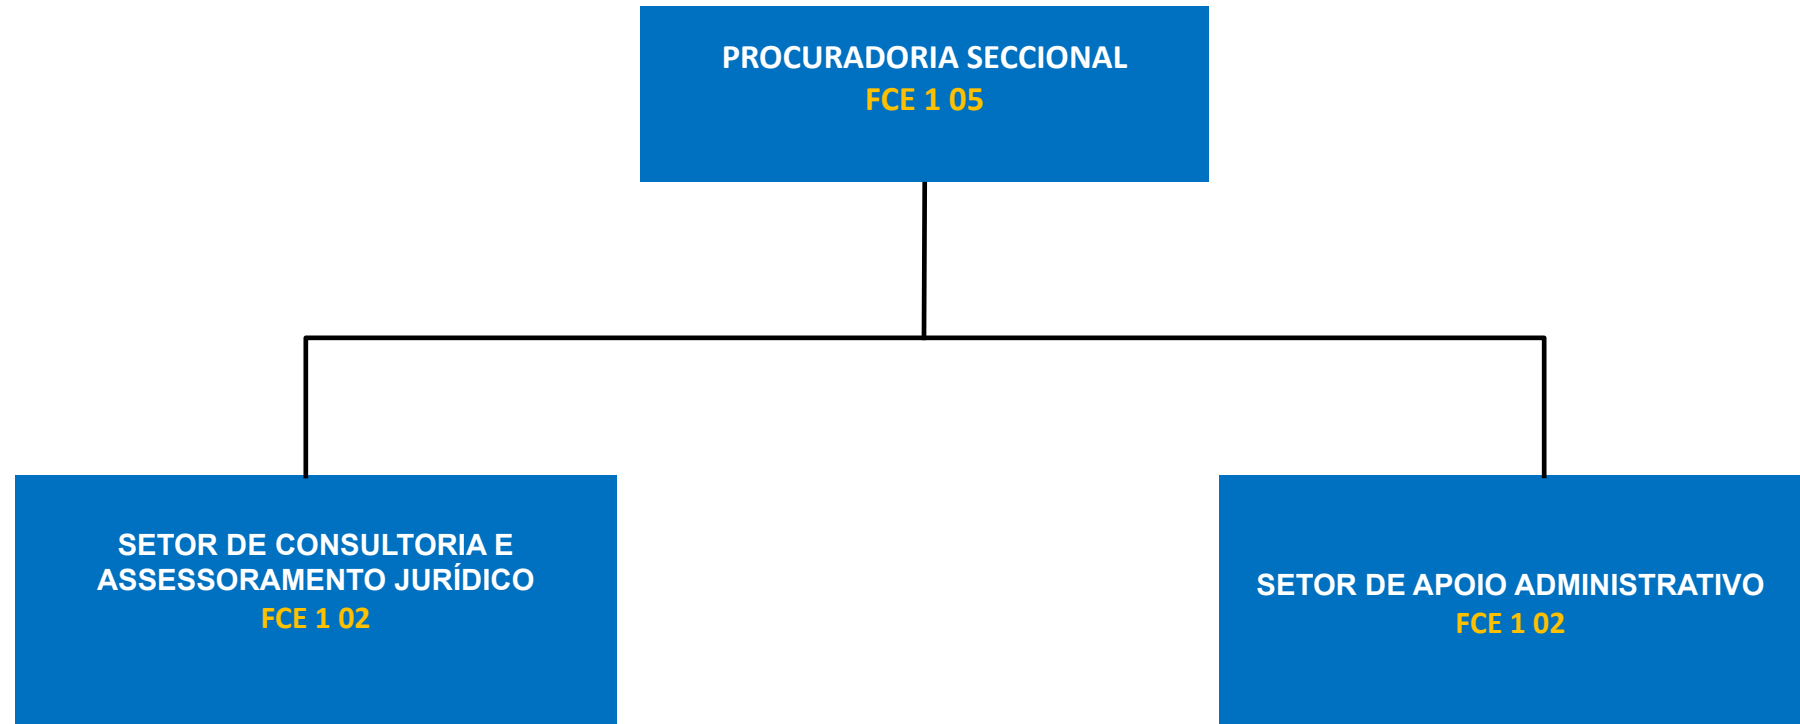 PROCURADORIA SECCIONAL
FCE 1 05
SETOR DE CONSULTORIA E
ASSESSORAMENTO JURÍDICO
FCE 1 02
SETOR DE APOIO ADMINISTRATIVO
FCE 1 02